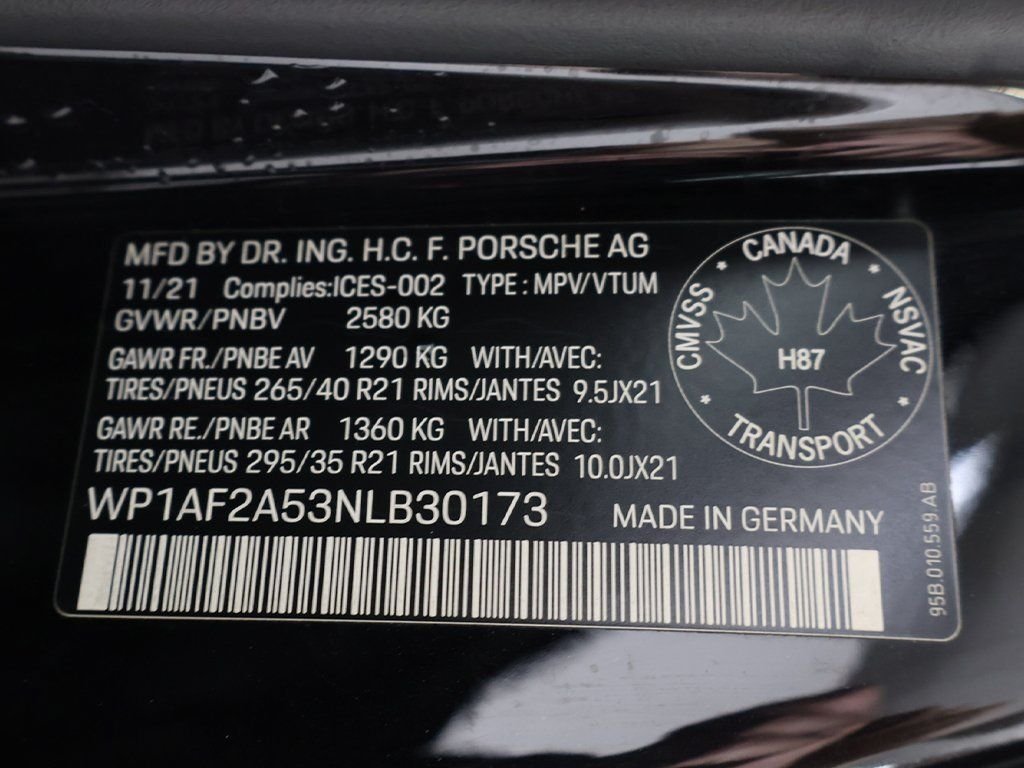 MFD BY DR. ING. H.C. F. PORSCHE AG
11/21 Complies:ICES-002 TYPE : MPV/VTUM
GVWR/PNBV 2580 KG
GAWR FR./PNBE AV 1290 KG WITH/AVEC:
TIRES/PNEUS 265/40 R21 RIMS/JANTES 9.5JX21
GAWR RE./PNBE AR 1360 KG WITH/AVEC:
TIRES/PNEUS 295/35 R21 RIMS/JANTES 10.0JX21
WP1AF2A53NLB30173 MADE IN GERMANY
CANADA
CMVSS
NSVAC
H87
TRANSPORT
95B.010.559.AB